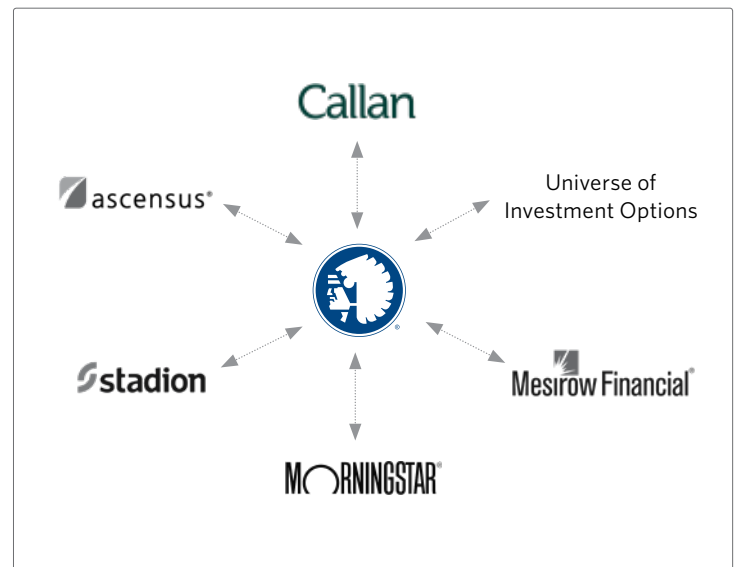 Callan
ascensus®
Universe of
Investment Options
®
stadion
Mesirow Financial®
MORNINGSTAR®